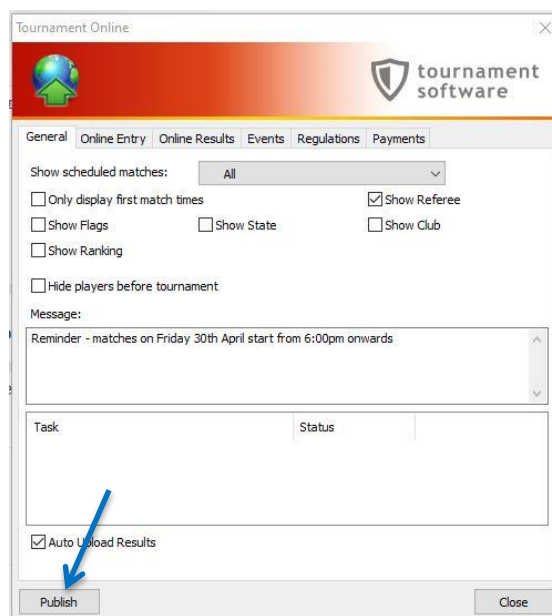 Tournament Online
tournament
software
General Online Entry Online Results Events Regulations Payments
Show scheduled matches: All
Only display first match times Show Referee
Show Flags Show State Show Club
Show Ranking
Hide players before tournament
Message:
Reminder - matches on Friday 30th April start from 6:00pm onwards
Task Status
Auto Upload Results
Publish Close